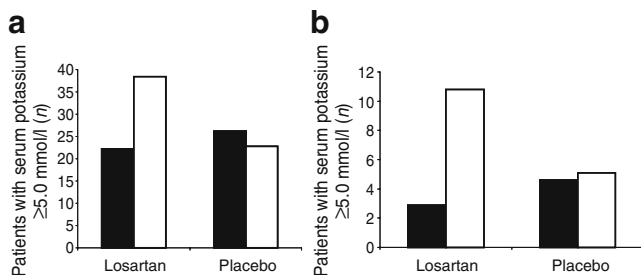 a
Patients with serum potassium
≥5.0 mmol/l (n)
40
35
30
25
20
15
10
5
0
Losartan
Placebo
b
Patients with serum potassium
≥5.0 mmol/l (n)
12
10
8
6
4
2
0
Losartan
Placebo